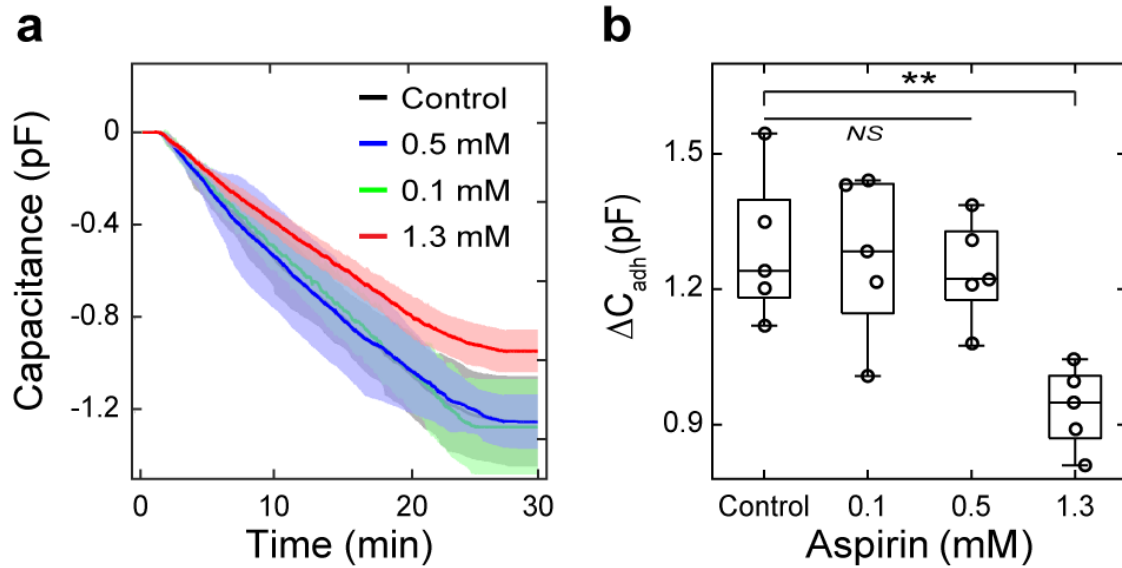 a
Capacitance (pF)
0
-0.4
-0.8
-1.2
Control
0.5 mM
0.1 mM
1.3 mM
0
10
20
30
Time (min)
b
ΔCadh (pF)
1.5
1.2
0.9
**
NS
Control
0.1
0.5
1.3
Aspirin (mM)